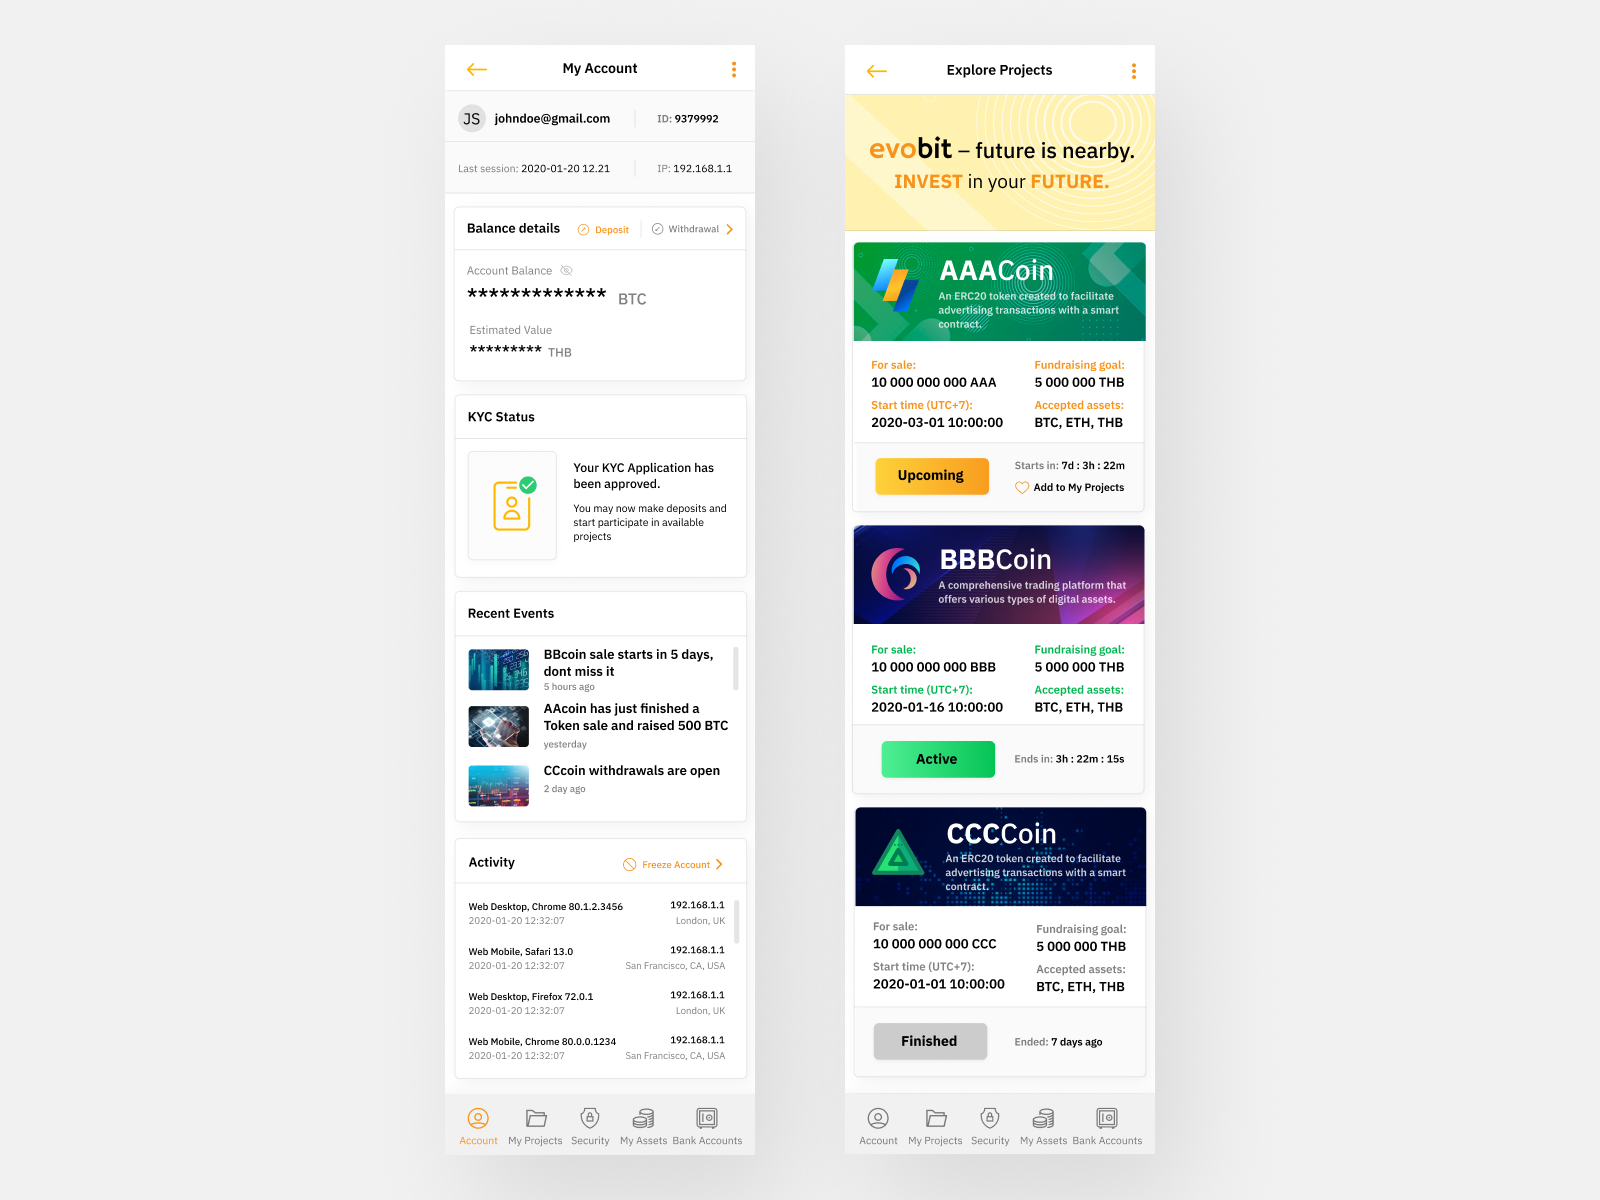 My Account
JS johndoe@gmail.com ID: 9379992
Last session: 2020-01-20 12.21 IP: 192.168.1.1
Balance details Deposit Withdrawal
Account Balance
************* BTC
Estimated Value
********* THB
KYC Status
Your KYC Application has
been approved.
You may now make deposits and
start participate in available
projects
Recent Events
BBcoin sale starts in 5 days,
dont miss it
5 hours ago
AAcoin has just finished a
Token sale and raised 500 BTC
yesterday
CCcoin withdrawals are open
2 day ago
Activity Freeze Account
Web Desktop, Chrome 80.1.2.3456 192.168.1.1
2020-01-20 12:32:07 London, UK
Web Mobile, Safari 13.0 192.168.1.1
2020-01-20 12:32:07 San Francisco, CA, USA
Web Desktop, Firefox 72.0.1 192.168.1.1
2020-01-20 12:32:07 London, UK
Web Mobile, Chrome 80.0.0.1234 192.168.1.1
2020-01-20 12:32:07 San Francisco, CA, USA
Account My Projects Security My Assets Bank Accounts
Explore Projects
evobit – future is nearby.
INVEST in your FUTURE.
AAACoin
An ERC20 token created to facilitate
advertising transactions with a smart
contract.
For sale: Fundraising goal:
10 000 000 000 AAA 5 000 000 THB
Start time (UTC+7): Accepted assets:
2020-03-01 10:00:00 BTC, ETH, THB
Upcoming Starts in: 7d : 3h : 22m
Add to My Projects
BBBCoin
A comprehensive trading platform that
offers various types of digital assets.
For sale: Fundraising goal:
10 000 000 000 BBB 5 000 000 THB
Start time (UTC+7): Accepted assets:
2020-01-16 10:00:00 BTC, ETH, THB
Active Ends in: 3h : 22m : 15s
CCCCoin
An ERC20 token created to facilitate
advertising transactions with a smart
contract.
For sale: Fundraising goal:
10 000 000 000 CCC 5 000 000 THB
Start time (UTC+7): Accepted assets:
2020-01-01 10:00:00 BTC, ETH, THB
Finished Ended: 7 days ago
Account My Projects Security My Assets Bank Accounts